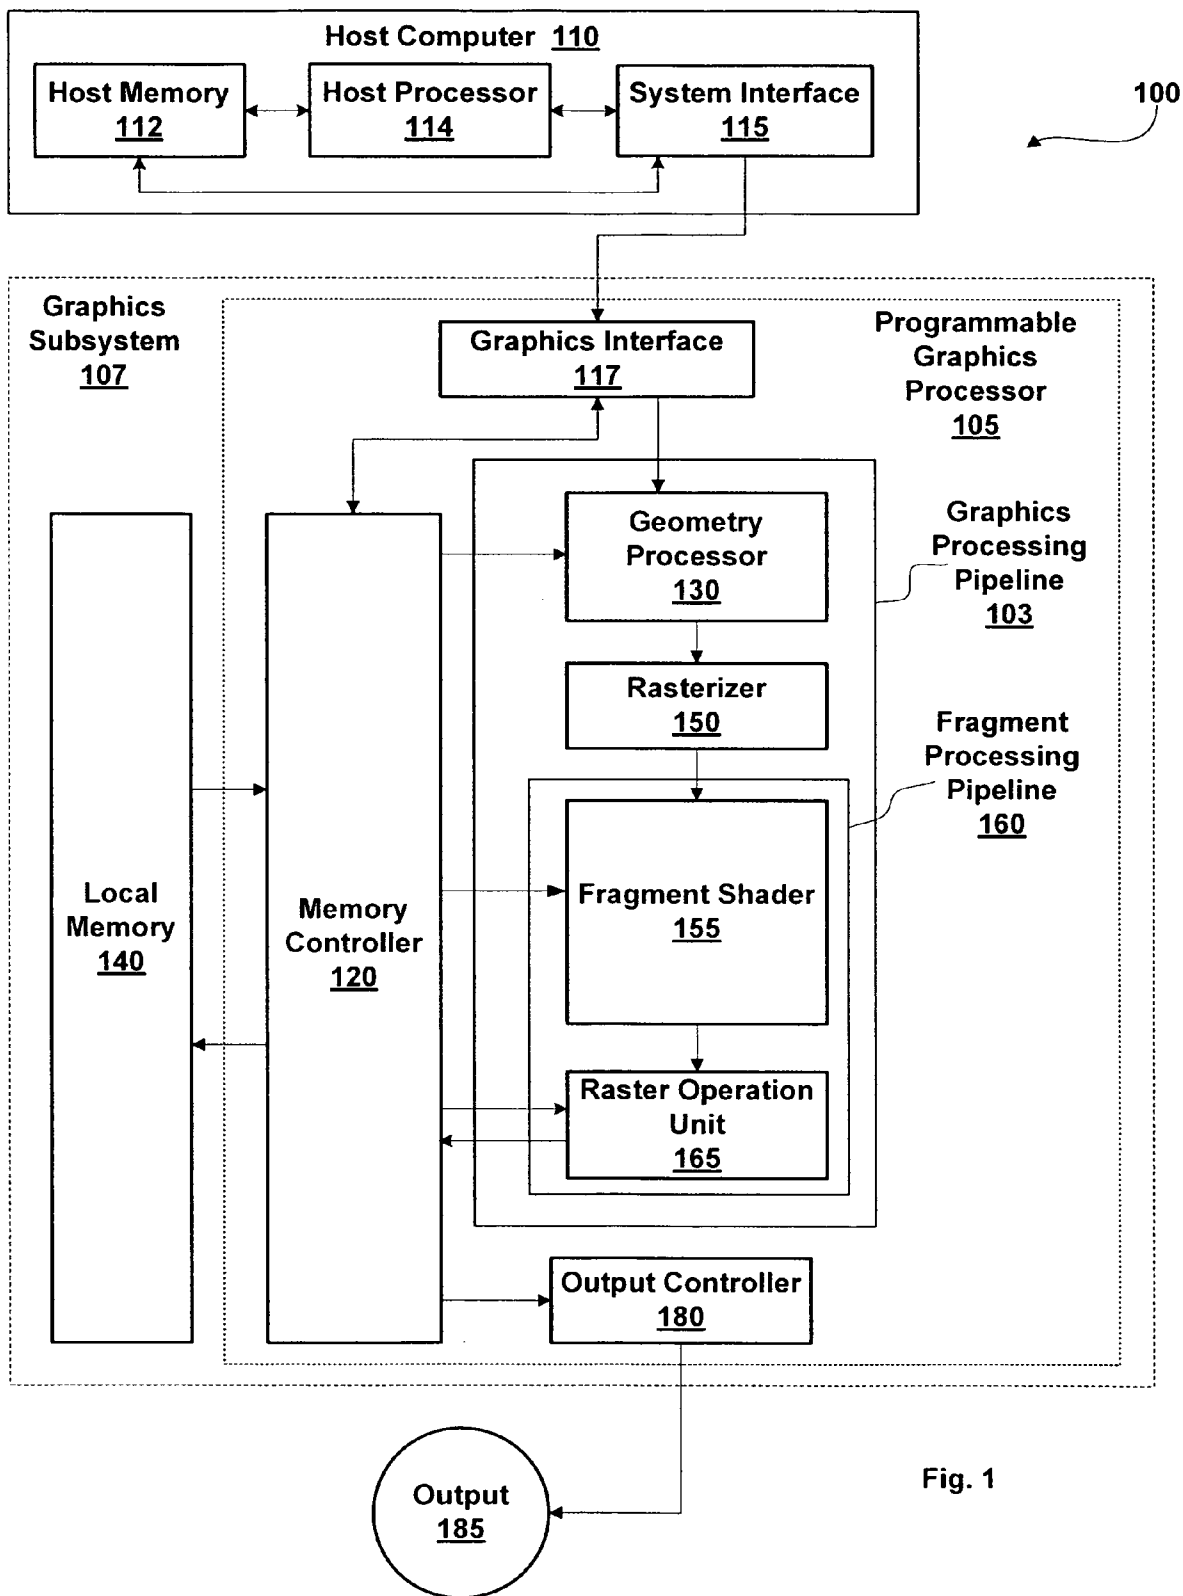 Host Computer 110
Host Memory
112
Host Processor
114
System Interface
115
100
Graphics
Subsystem
107
Graphics Interface
117
Programmable
Graphics
Processor
105
Geometry
Processor
130
Graphics
Processing
Pipeline
103
Rasterizer
150
Fragment
Processing
Pipeline
160
Local
Memory
140
Memory
Controller
120
Fragment Shader
155
Raster Operation
Unit
165
Output Controller
180
Output
185
Fig. 1